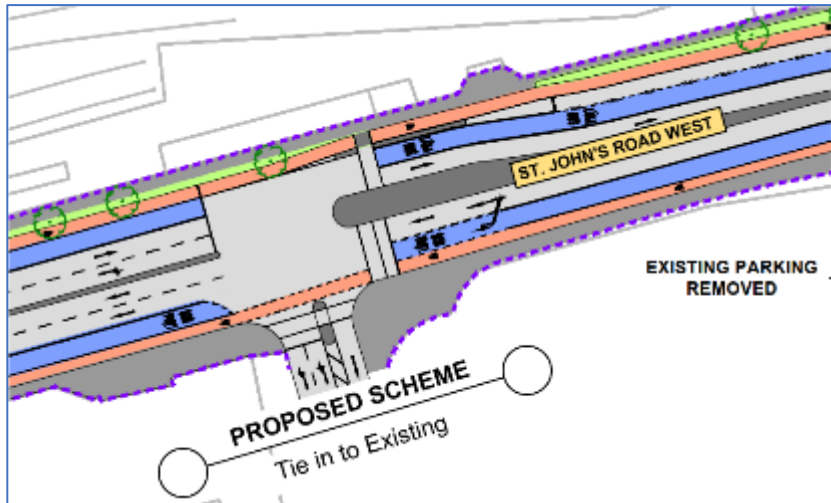 ST. JOHN'S ROAD WEST
EXISTING PARKING
REMOVED
PROPOSED SCHEME
Tie in to Existing